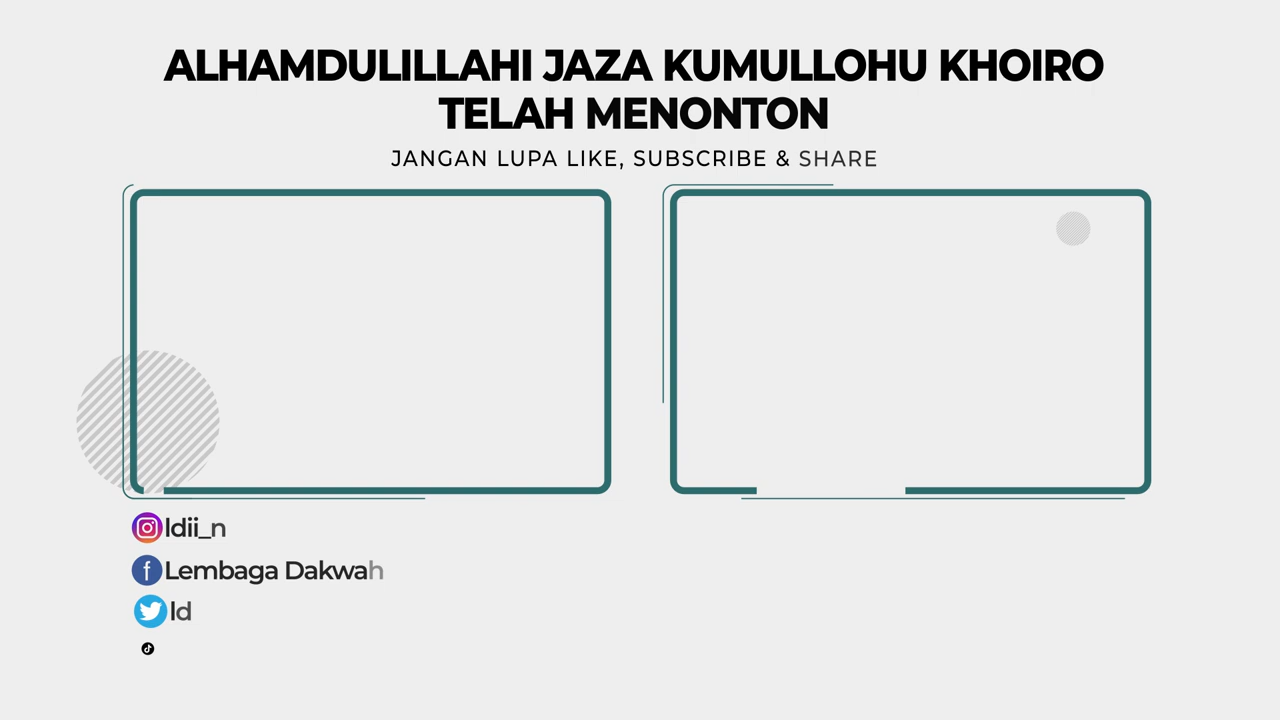 ALHAMDULILLAHI JAZA KUMULLOHU KHOIRO
TELAH MENONTON
JANGAN LUPA LIKE, SUBSCRIBE & SHARE
ldii_n
Lembaga Dakwah
ld